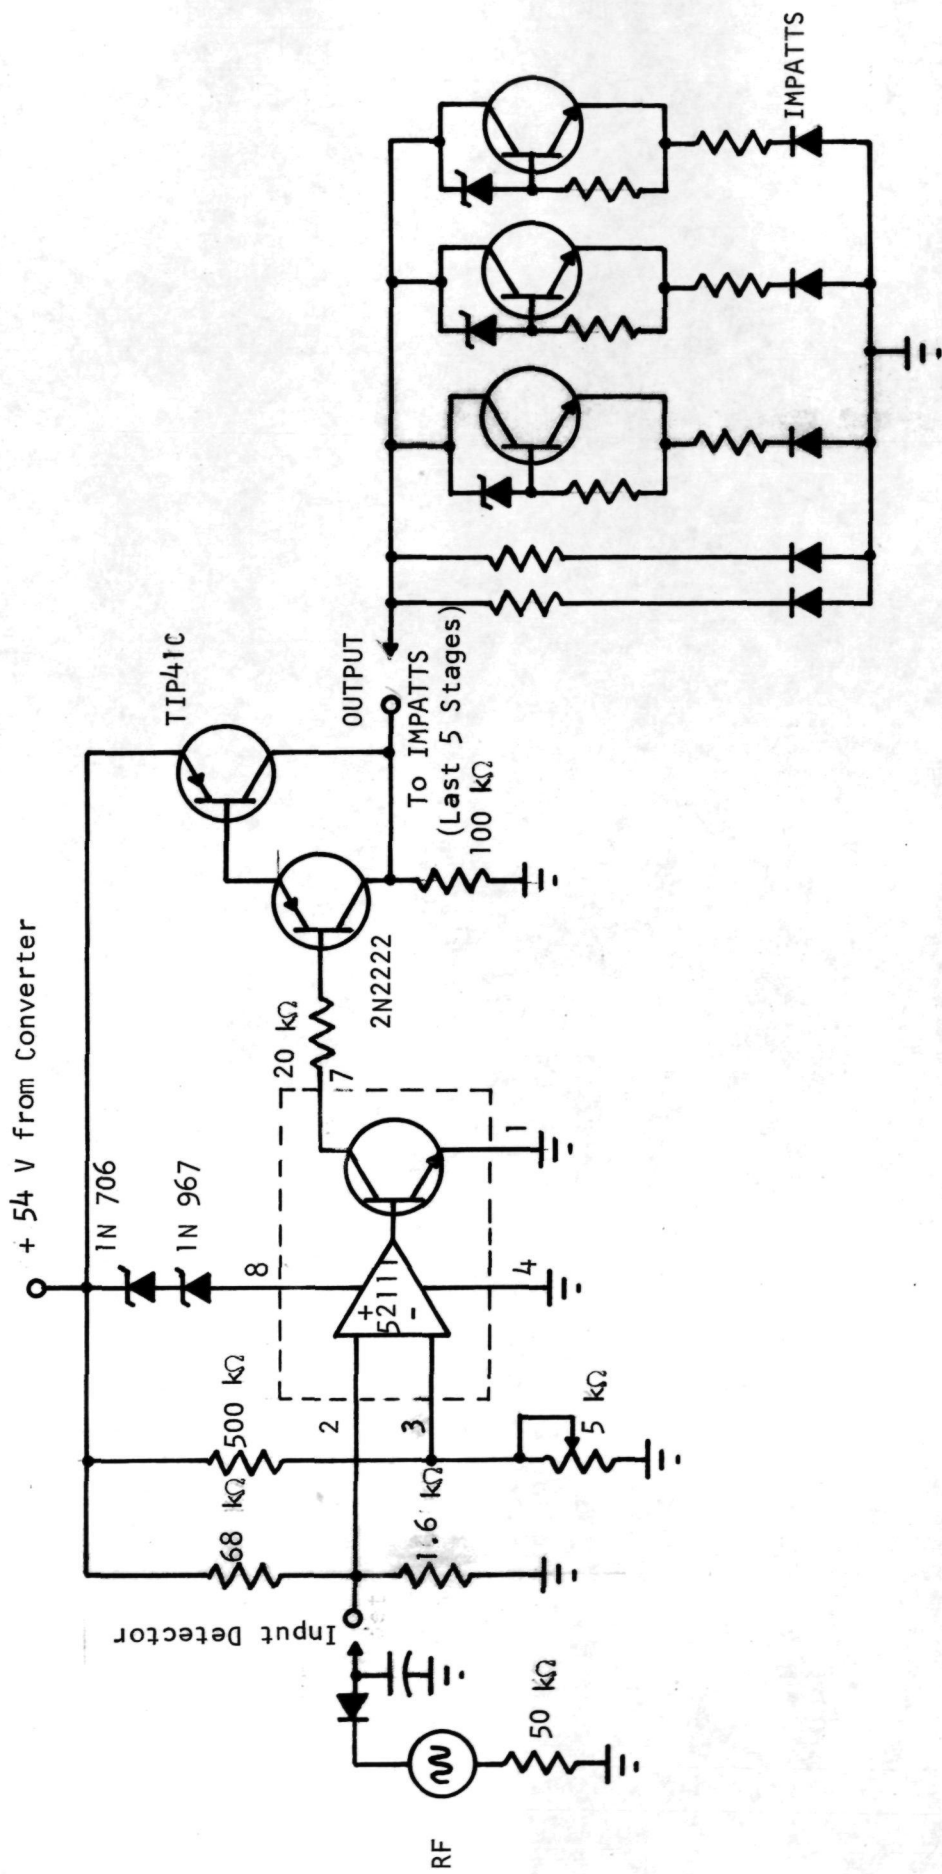 + 54 V from Converter
1N 706
1N 967
TIP41C
2N2222
20 kΩ
7
8
500 kΩ
68 kΩ
2
3
+
52111
-
4
1
5 kΩ
1.6 kΩ
Input Detector
50 kΩ
RF
OUTPUT
To IMPATTS
(Last 5 Stages)
100 kΩ
IMPATTS